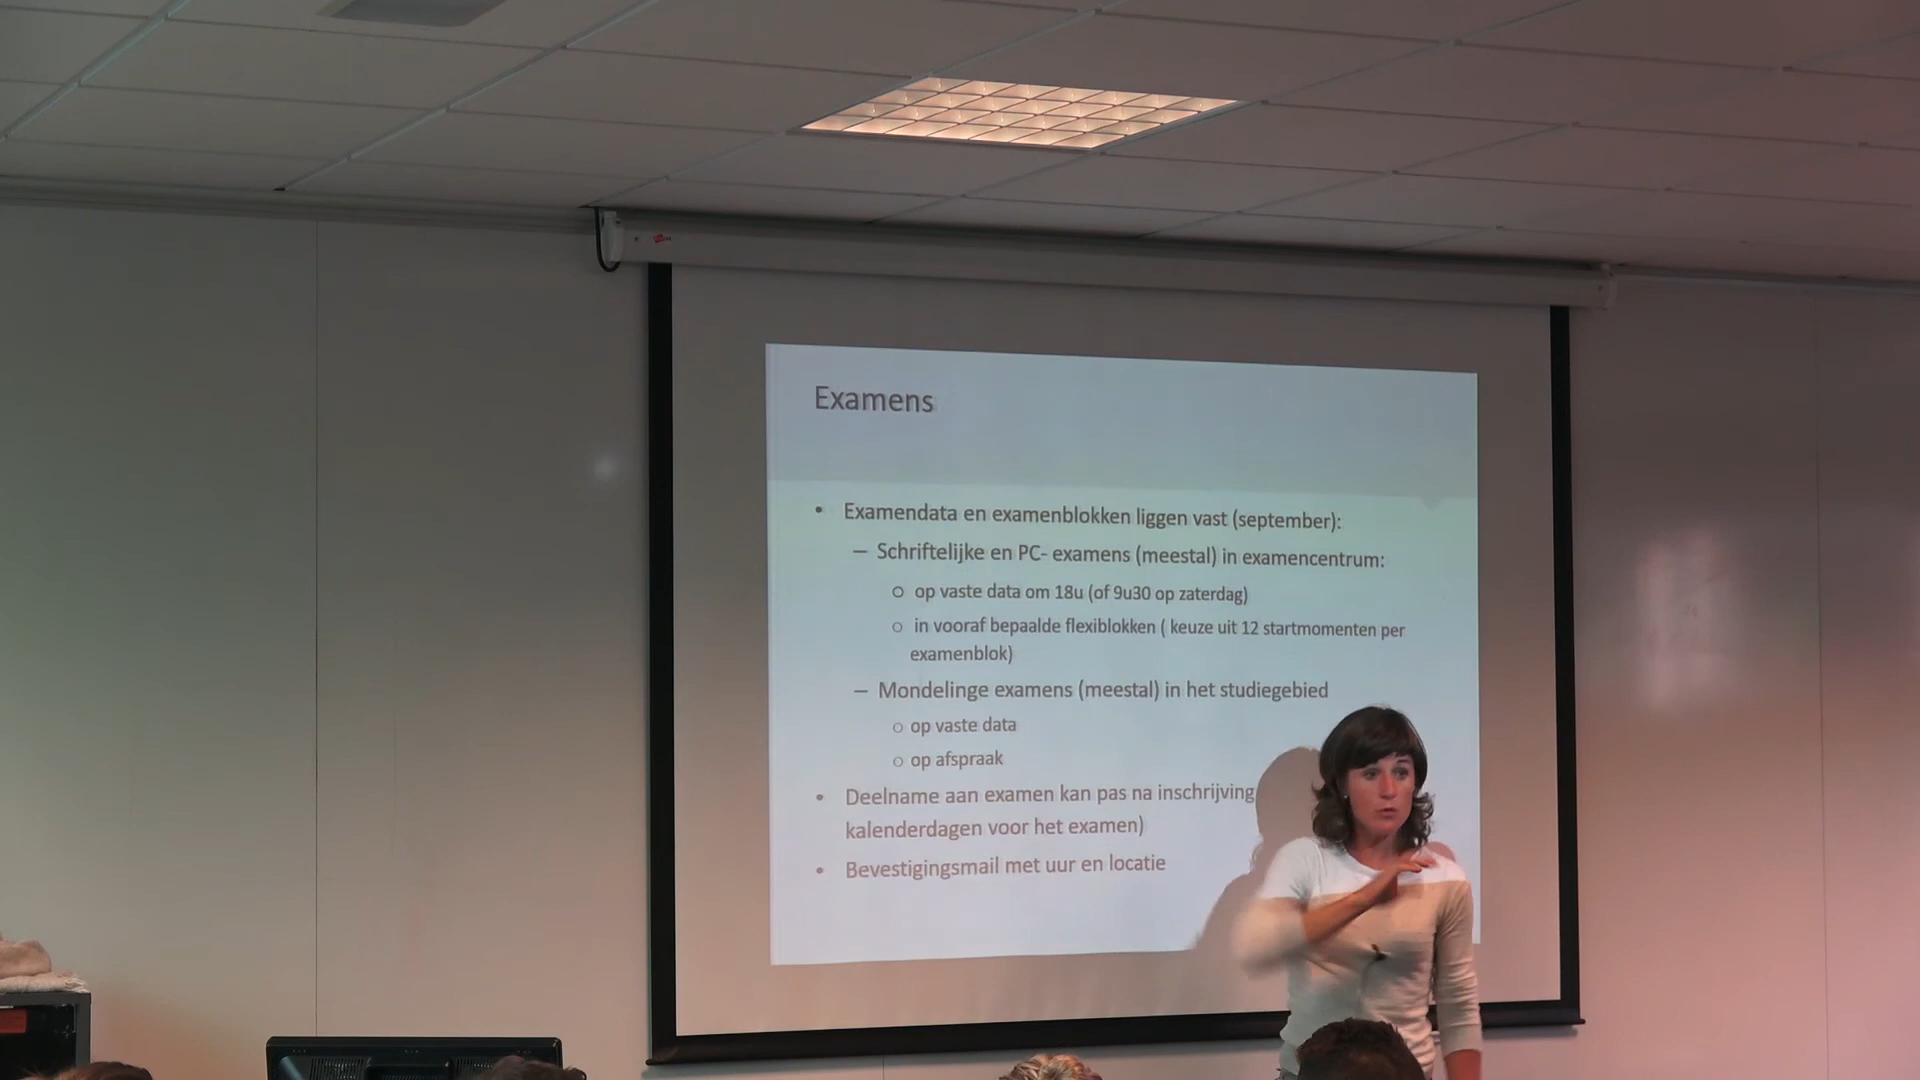 Examens
• Examendata en examenblokken liggen vast (september):
– Schriftelijke en PC- examens (meestal) in examencentrum:
○ op vaste data om 18u (of 9u30 op zaterdag)
○ in vooraf bepaalde flexiblokken ( keuze uit 12 startmomenten per
examenblok)
– Mondelinge examens (meestal) in het studiegebied
○ op vaste data
○ op afspraak
• Deelname aan examen kan pas na inschrijving
kalenderdagen voor het examen)
• Bevestigingsmail met uur en locatie